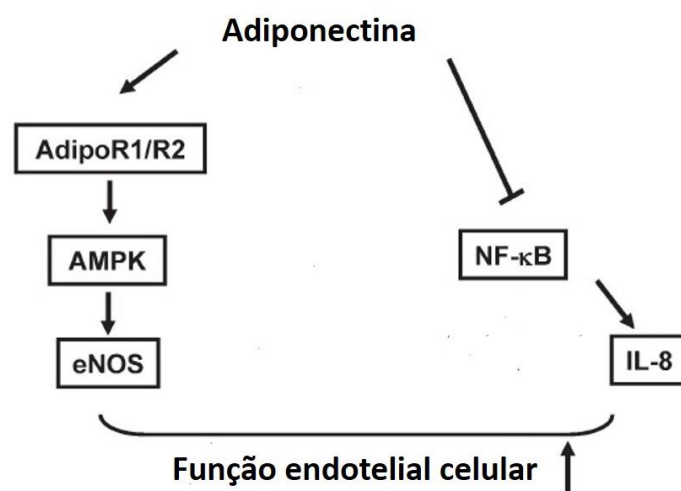 Adiponectina
AdipoR1/R2
AMPK
NF-κB
eNOS
IL-8
Função endotelial celular